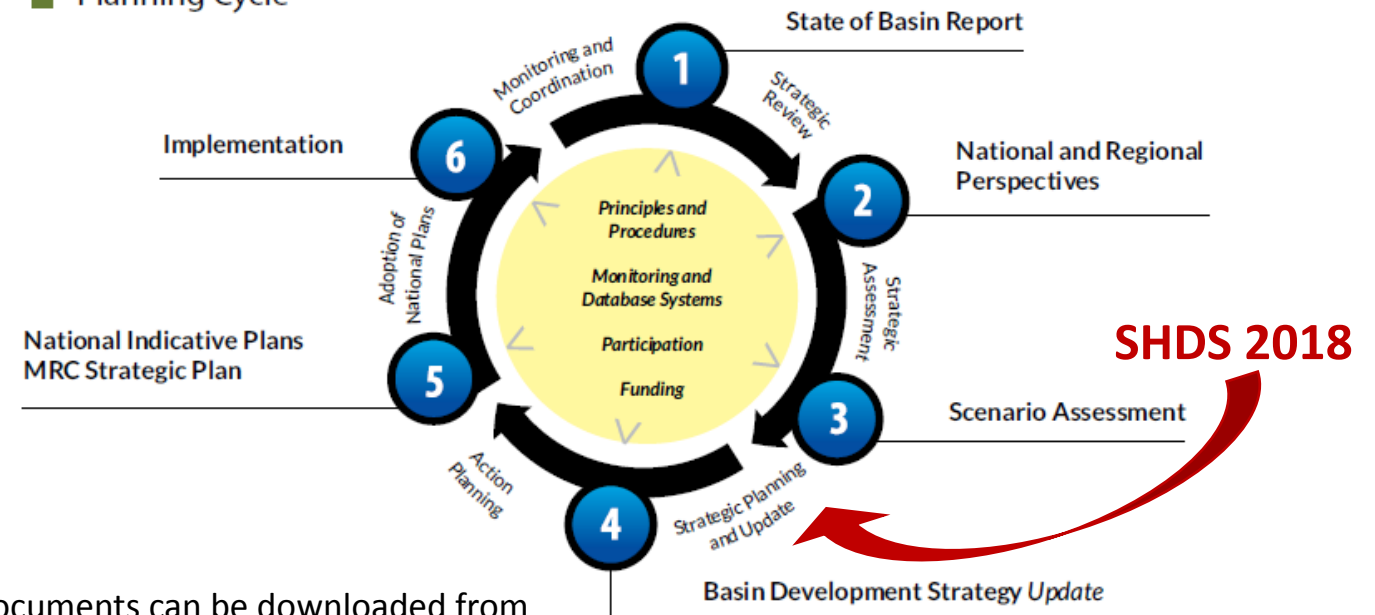 Planning Cycle
State of Basin Report
1
Monitoring and
Coordination
Strategic
Review
Implementation
6
National and Regional
Perspectives
2
Principles and
Procedures
Monitoring and
Database Systems
Participation
Funding
Adoption of
National Plans
Strategic
Assessment
SHDS 2018
National Indicative Plans
MRC Strategic Plan
5
3
Scenario Assessment
Action
Planning
4
Strategic Planning
and Update
Basin Development Strategy Update
ocuments can be downloaded from